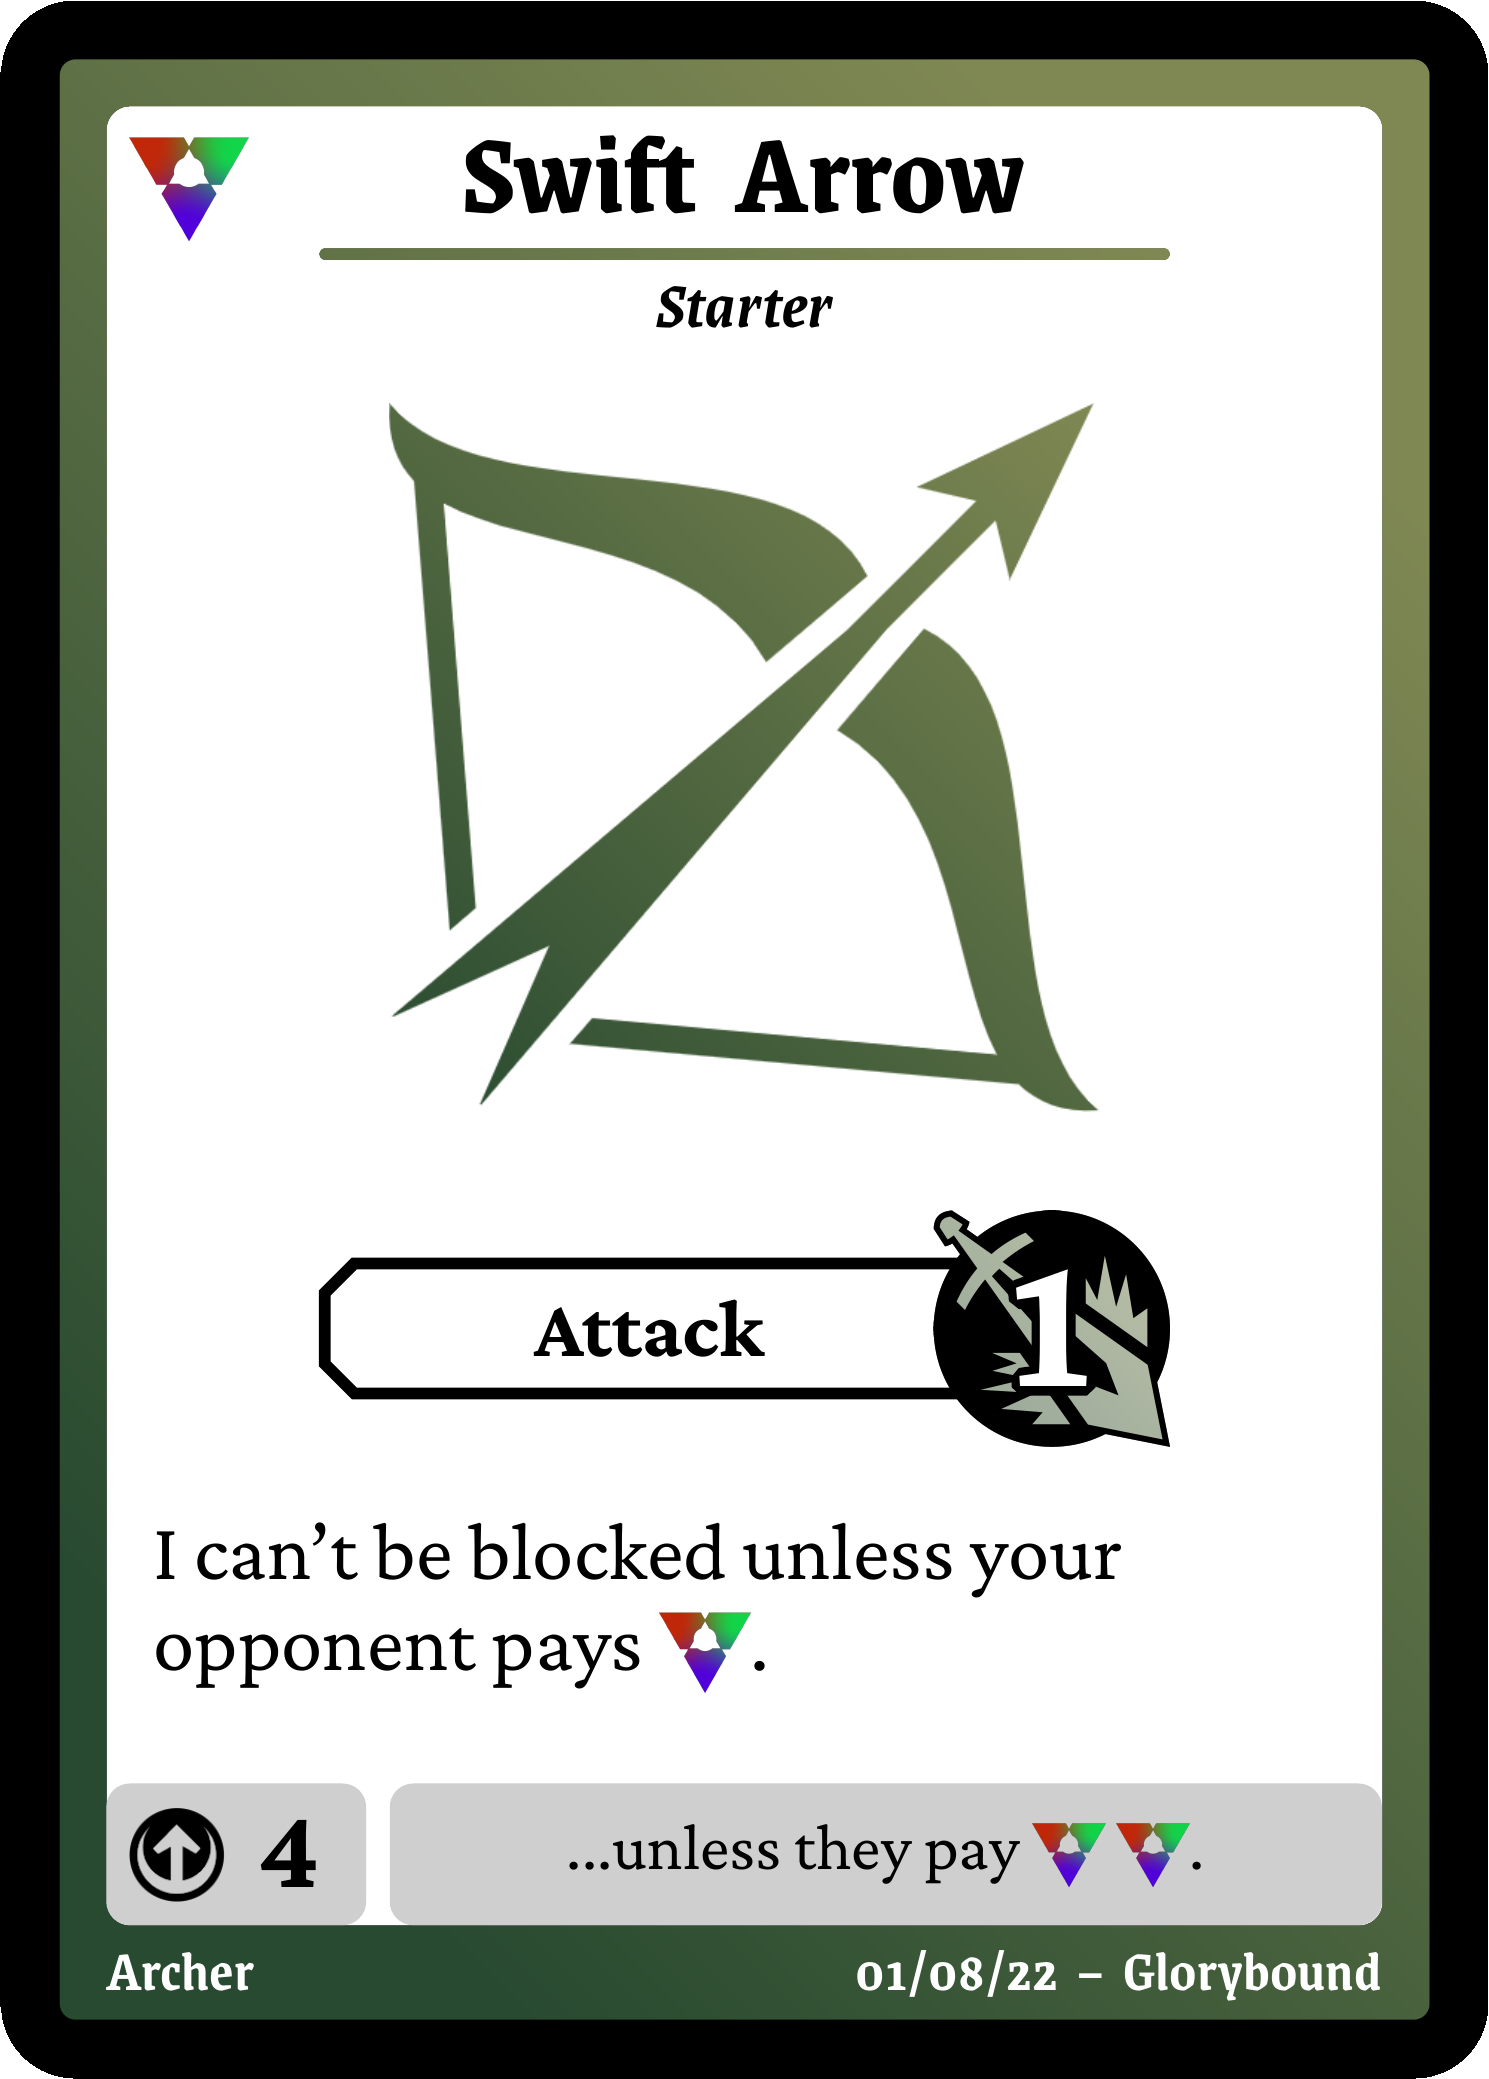 Swift Arrow
Starter
Attack
1
I can’t be blocked unless your
opponent pays .
4
...unless they pay .
Archer
01/08/22 – Glorybound